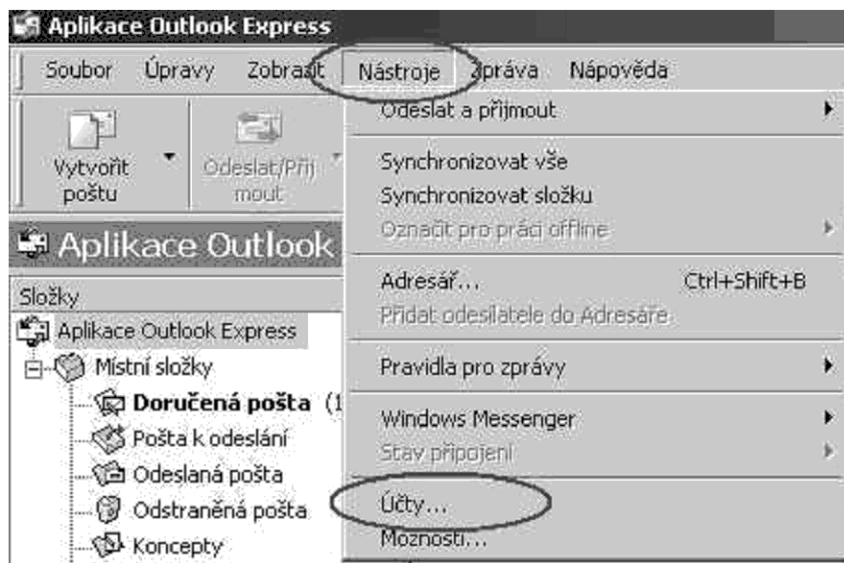 Aplikace Outlook Express
Soubor Úpravy Zobrazit Nástroje Zpráva Nápověda
Vytvořit poštu
Odeslat/Přij mout
Odeslat a přijmout
Synchronizovat vše
Synchronizovat složku
Označit pro práci offline
Adresář... Ctrl+Shift+B
Přidat odesílatele do Adresáře
Pravidla pro zprávy
Windows Messenger
Stav připojení
Účty...
Možnosti...
Aplikace Outlook
Složky
Aplikace Outlook Express
Místní složky
Doručená pošta (1
Pošta k odeslání
Odeslaná pošta
Odstraněná pošta
Koncepty